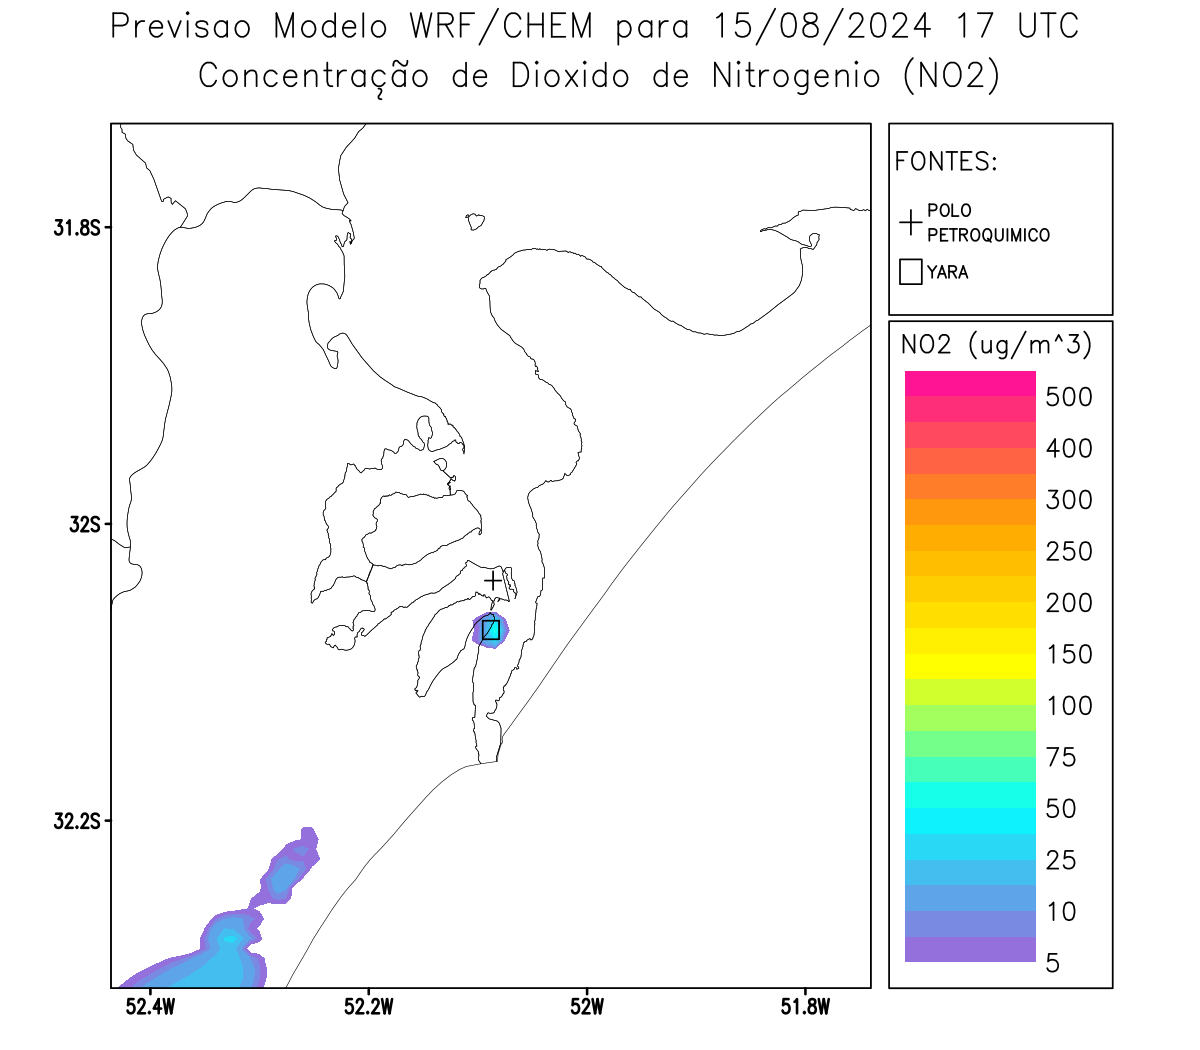 Previsao Modelo WRF/CHEM para 15/08/2024 17 UTC
Concentração de Dioxido de Nitrogenio (NO2)
FONTES:
POLO
PETROQUIMICO
YARA
NO2 (ug/m^3)
500
400
300
250
200
150
100
75
50
25
10
5
31.8S
32S
32.2S
52.4W
52.2W
52W
51.8W